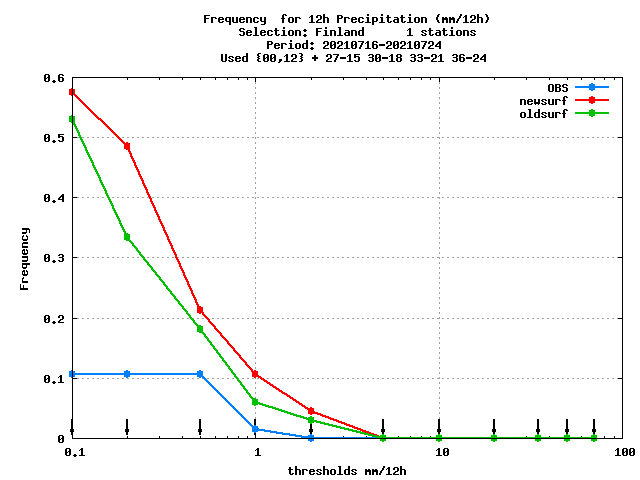 Frequency  for 12h Precipitation (mm/12h)
Selection: Finland      1 stations
Period: 20210716-20210724
Used {00,12} + 27-15 30-18 33-21 36-24
OBS
newsurf
oldsurf
0.6
0.5
0.4
0.3
0.2
0.1
0
Frequency
0.1
1
10
100
thresholds mm/12h